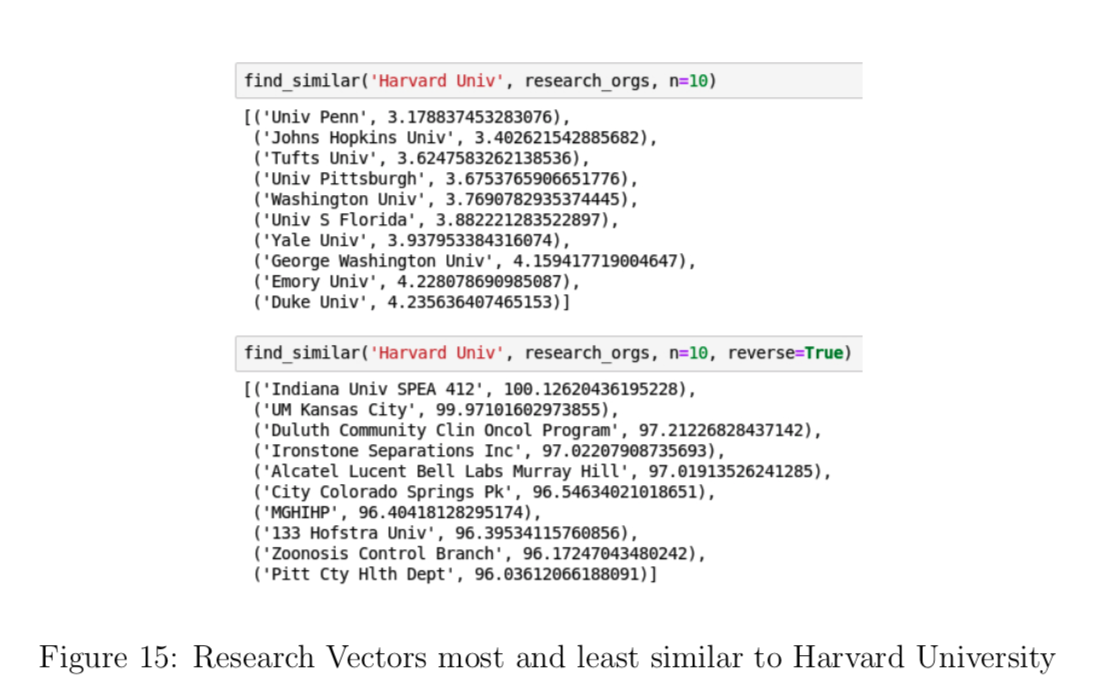 find_similar('Harvard Univ', research_orgs, n=10)
[('Univ Penn', 3.178837453283076),
('Johns Hopkins Univ', 3.402621542885682),
('Tufts Univ', 3.6247583262138536),
('Univ Pittsburgh', 3.6753765906651776),
('Washington Univ', 3.7690782935374445),
('Univ S Florida', 3.882221283522897),
('Yale Univ', 3.937953384316074),
('George Washington Univ', 4.159417719004647),
('Emory Univ', 4.228078690985087),
('Duke Univ', 4.235636407465153)]
find_similar('Harvard Univ', research_orgs, n=10, reverse=True)
[('Indiana Univ SPEA 412', 100.12620436195228),
('UM Kansas City', 99.97101602973855),
('Duluth Community Clin Oncol Program', 97.21226828437142),
('Ironstone Separations Inc', 97.02207908735693),
('Alcatel Lucent Bell Labs Murray Hill', 97.01913526241285),
('City Colorado Springs Pk', 96.54634021018651),
('MGHIHP', 96.40418128295174),
('133 Hofstra Univ', 96.39534115760856),
('Zoonosis Control Branch', 96.17247043480242),
('Pitt Cty Hlth Dept', 96.03612066188091)]
Figure 15: Research Vectors most and least similar to Harvard University